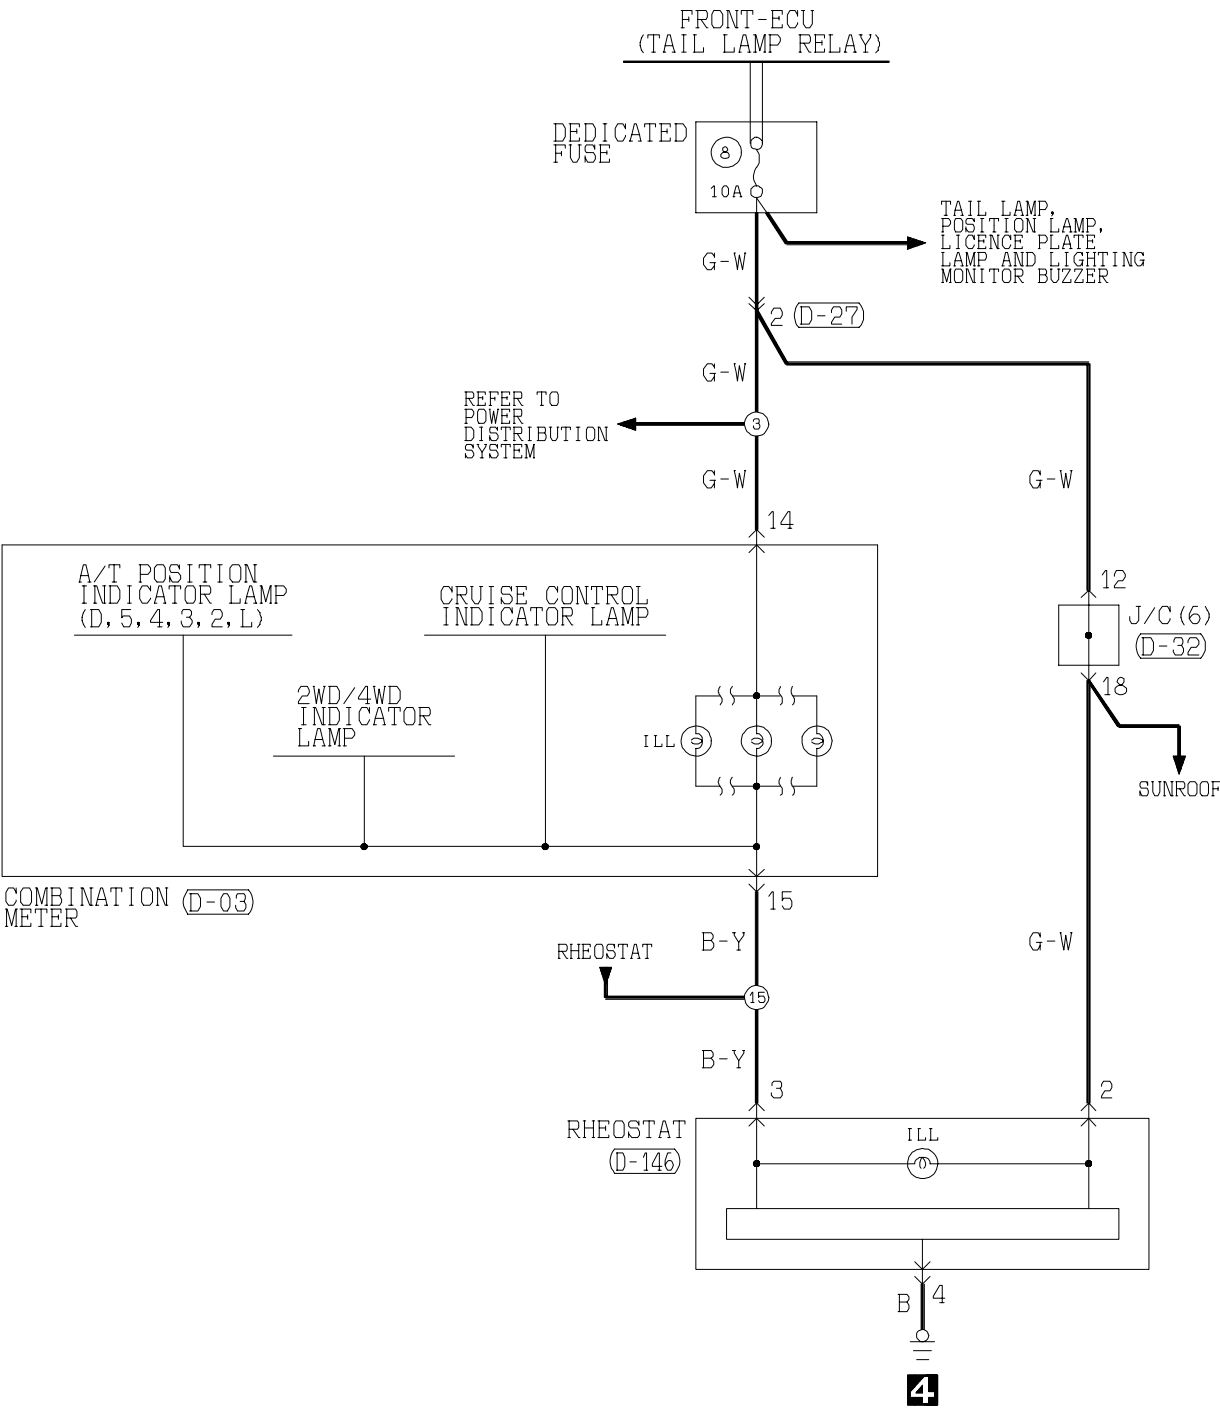 FRONT-ECU
(TAIL LAMP RELAY)
DEDICATED
FUSE
8
10A
TAIL LAMP,
POSITION LAMP,
LICENCE PLATE
LAMP AND LIGHTING
MONITOR BUZZER
G-W
2 (D-27)
G-W
REFER TO
POWER
DISTRIBUTION
SYSTEM
3
G-W
G-W
14
A/T POSITION
INDICATOR LAMP
(D,5,4,3,2,L)
CRUISE CONTROL
INDICATOR LAMP
12
J/C(6)
(D-32)
18
2WD/4WD
INDICATOR
LAMP
ILL
SUNROOF
COMBINATION
METER
(D-03)
15
B-Y
G-W
RHEOSTAT
15
B-Y
3
2
RHEOSTAT
(D-146)
ILL
B
4
4